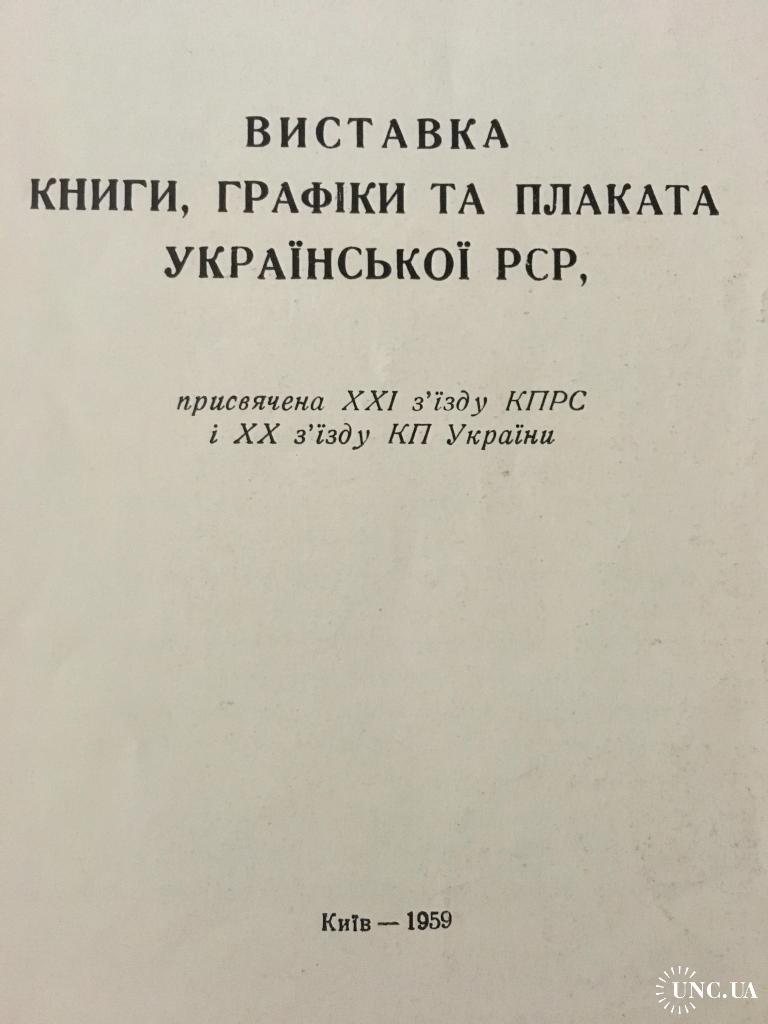 ВИСТАВКА
КНИГИ, ГРАФІКИ ТА ПЛАКАТА
УКРАЇНСЬКОЇ РСР,
присвячена XXI з'їзду КПРС
і XX з'їзду КП України
Київ — 1959
UNC.UA